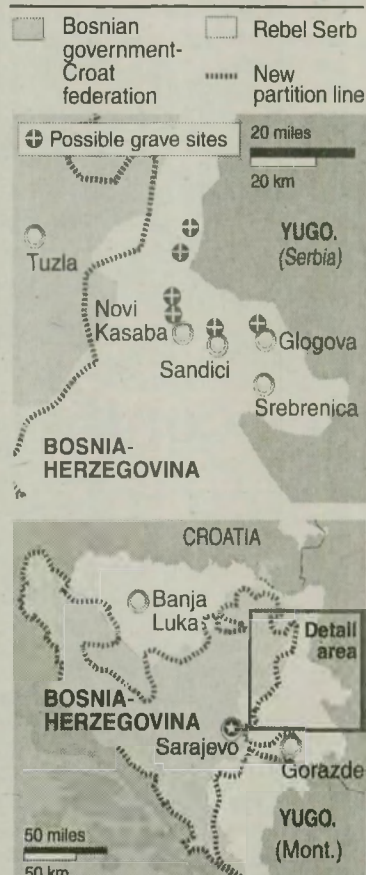 Bosnian
government-
Croat
federation
Rebel Serb
New
partition line
Possible grave sites
20 miles
20 km
YUGO.
(Serbia)
Tuzla
Novi
Kasaba
Sandici
Glogova
Srebrenica
BOSNIA-
HERZEGOVINA
CROATIA
Banja
Luka
Detail
area
BOSNIA-
HERZEGOVINA
Sarajevo
Gorazde
YUGO.
(Mont.)
50 miles
50 km